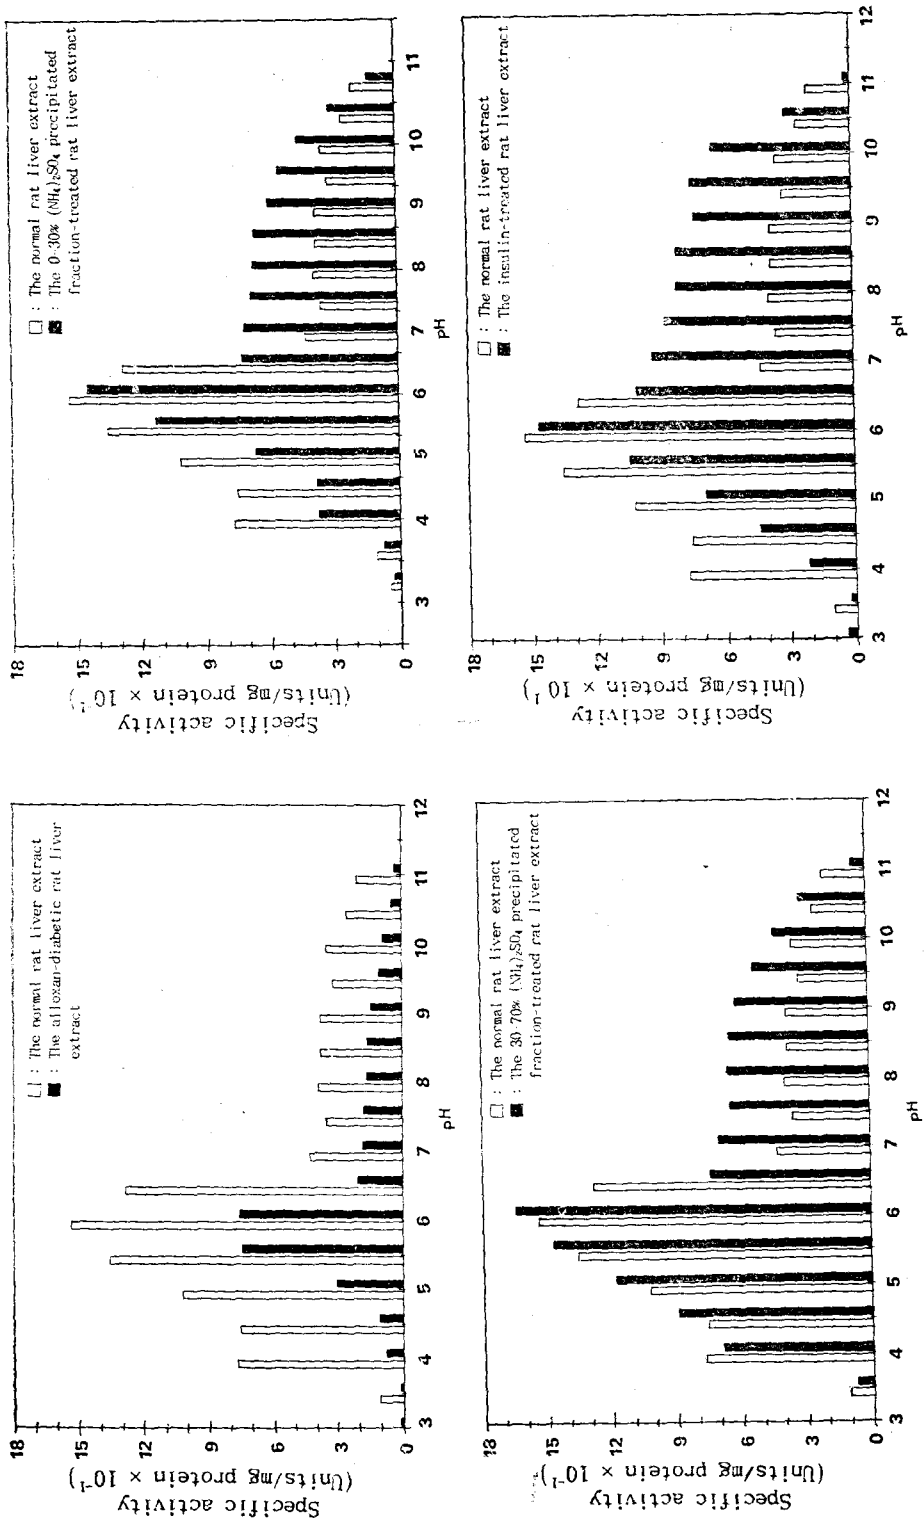 Specific activity
(Units/mg protein × 10⁻¹)
18
15
12
9
6
3
0
□ : The normal rat liver extract
■ : The alloxan-diabetic rat liver
extract
3
4
5
6
7
8
9
10
11
12
pH
Specific activity
(Units/mg protein × 10⁻¹)
18
15
12
9
6
3
0
□ : The normal rat liver extract
■ : The 0-30% (NH₄)₂SO₄ precipitated
fraction-treated rat liver extract
3
4
5
6
7
8
9
10
11
pH
Specific activity
(Units/mg protein × 10⁻¹)
18
15
12
9
6
3
0
□ : The normal rat liver extract
■ : The 30-70% (NH₄)₂SO₄ precipitated
fraction-treated rat liver extract
3
4
5
6
7
8
9
10
11
12
pH
Specific activity
(Units/mg protein × 10⁻¹)
18
15
12
9
6
3
0
□ : The normal rat liver extract
■ : The insulin-treated rat liver extract
3
4
5
6
7
8
9
10
11
12
pH